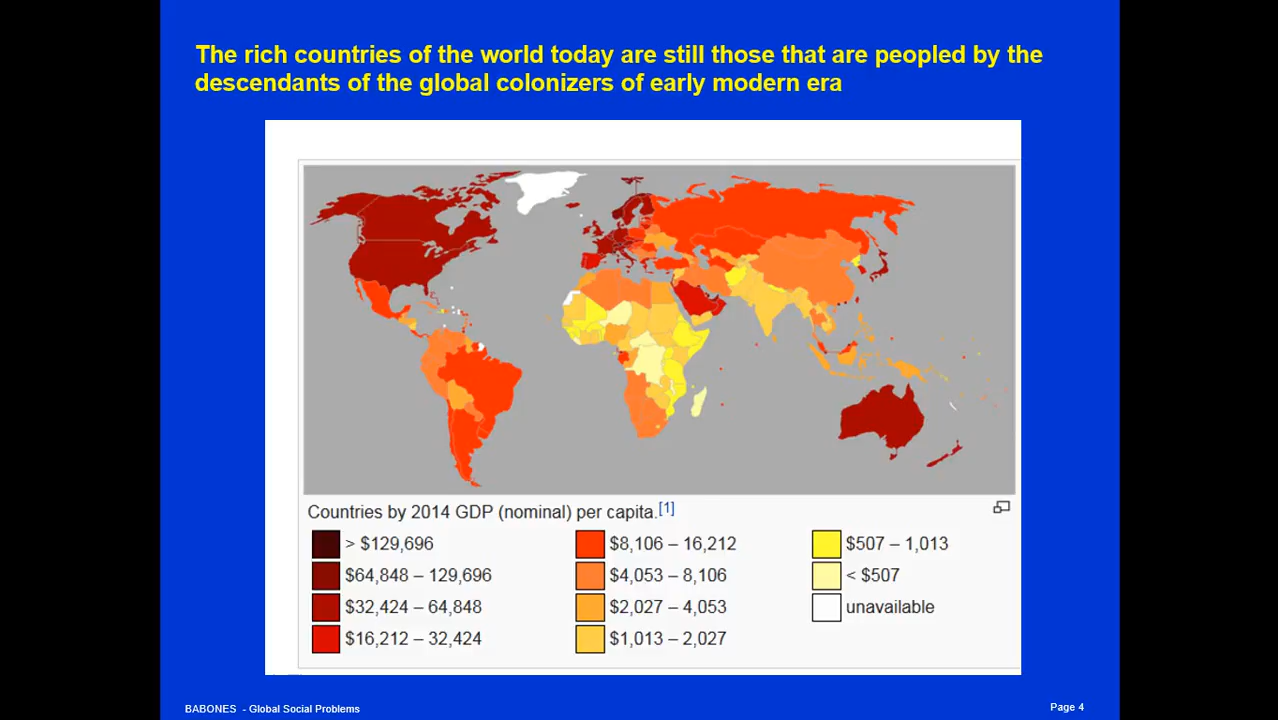 The rich countries of the world today are still those that are peopled by the
descendants of the global colonizers of early modern era
Countries by 2014 GDP (nominal) per capita.[1]
> $129,696
$64,848 – 129,696
$32,424 – 64,848
$16,212 – 32,424
$8,106 – 16,212
$4,053 – 8,106
$2,027 – 4,053
$1,013 – 2,027
$507 – 1,013
< $507
unavailable
BABONES - Global Social Problems
Page 4